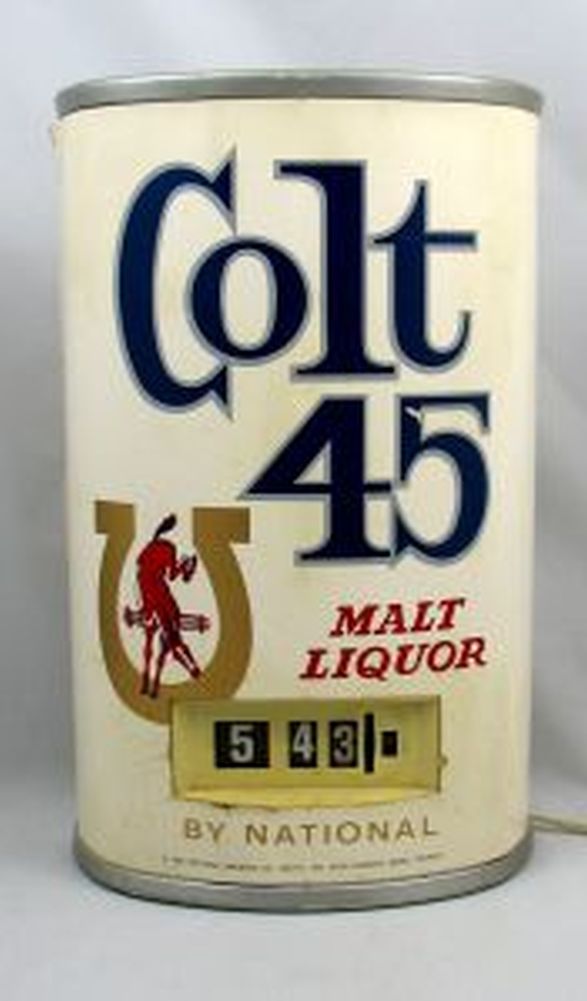 Colt
45
MALT
LIQUOR
5 43
BY NATIONAL